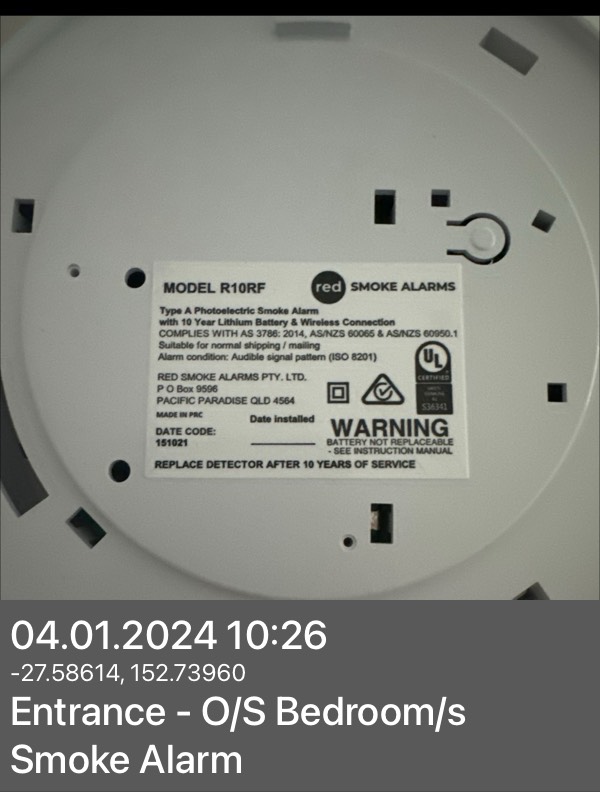 MODEL R10RF
red SMOKE ALARMS
Type A Photoelectric Smoke Alarm
with 10 Year Lithium Battery & Wireless Connection
COMPLIES WITH AS 3786: 2014, AS/NZS 60065 & AS/NZS 60950.1
Suitable for normal shipping / mailing
Alarm condition: Audible signal pattern (ISO 8201)
RED SMOKE ALARMS PTY. LTD.
P O Box 9596
PACIFIC PARADISE QLD 4564
MADE IN PRC
DATE CODE:
151021
Date installed
UL
CERTIFIED
S36341
WARNING
BATTERY NOT REPLACEABLE
- SEE INSTRUCTION MANUAL
REPLACE DETECTOR AFTER 10 YEARS OF SERVICE
04.01.2024 10:26
-27.58614, 152.73960
Entrance - O/S Bedroom/s
Smoke Alarm